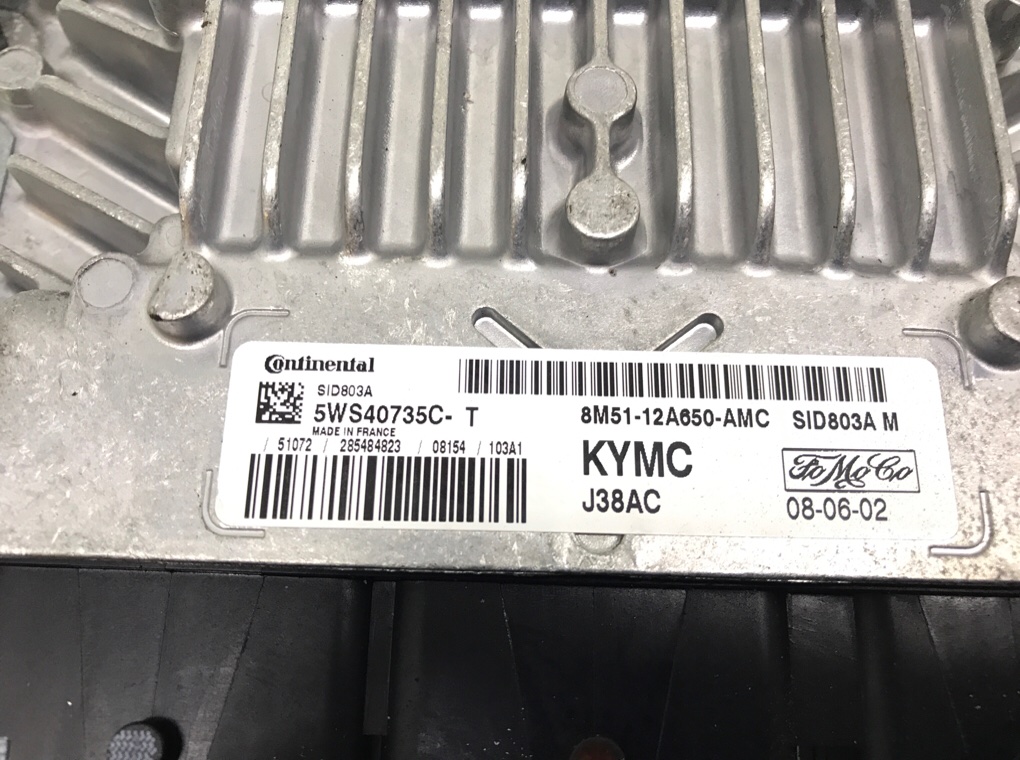 Continental
SID803A
5WS40735C- T
MADE IN FRANCE
/ 51072 / 285484823 / 08154 / 103A1
8M51-12A650-AMC SID803A M
KYMC
FoMoCo
J38AC
08-06-02